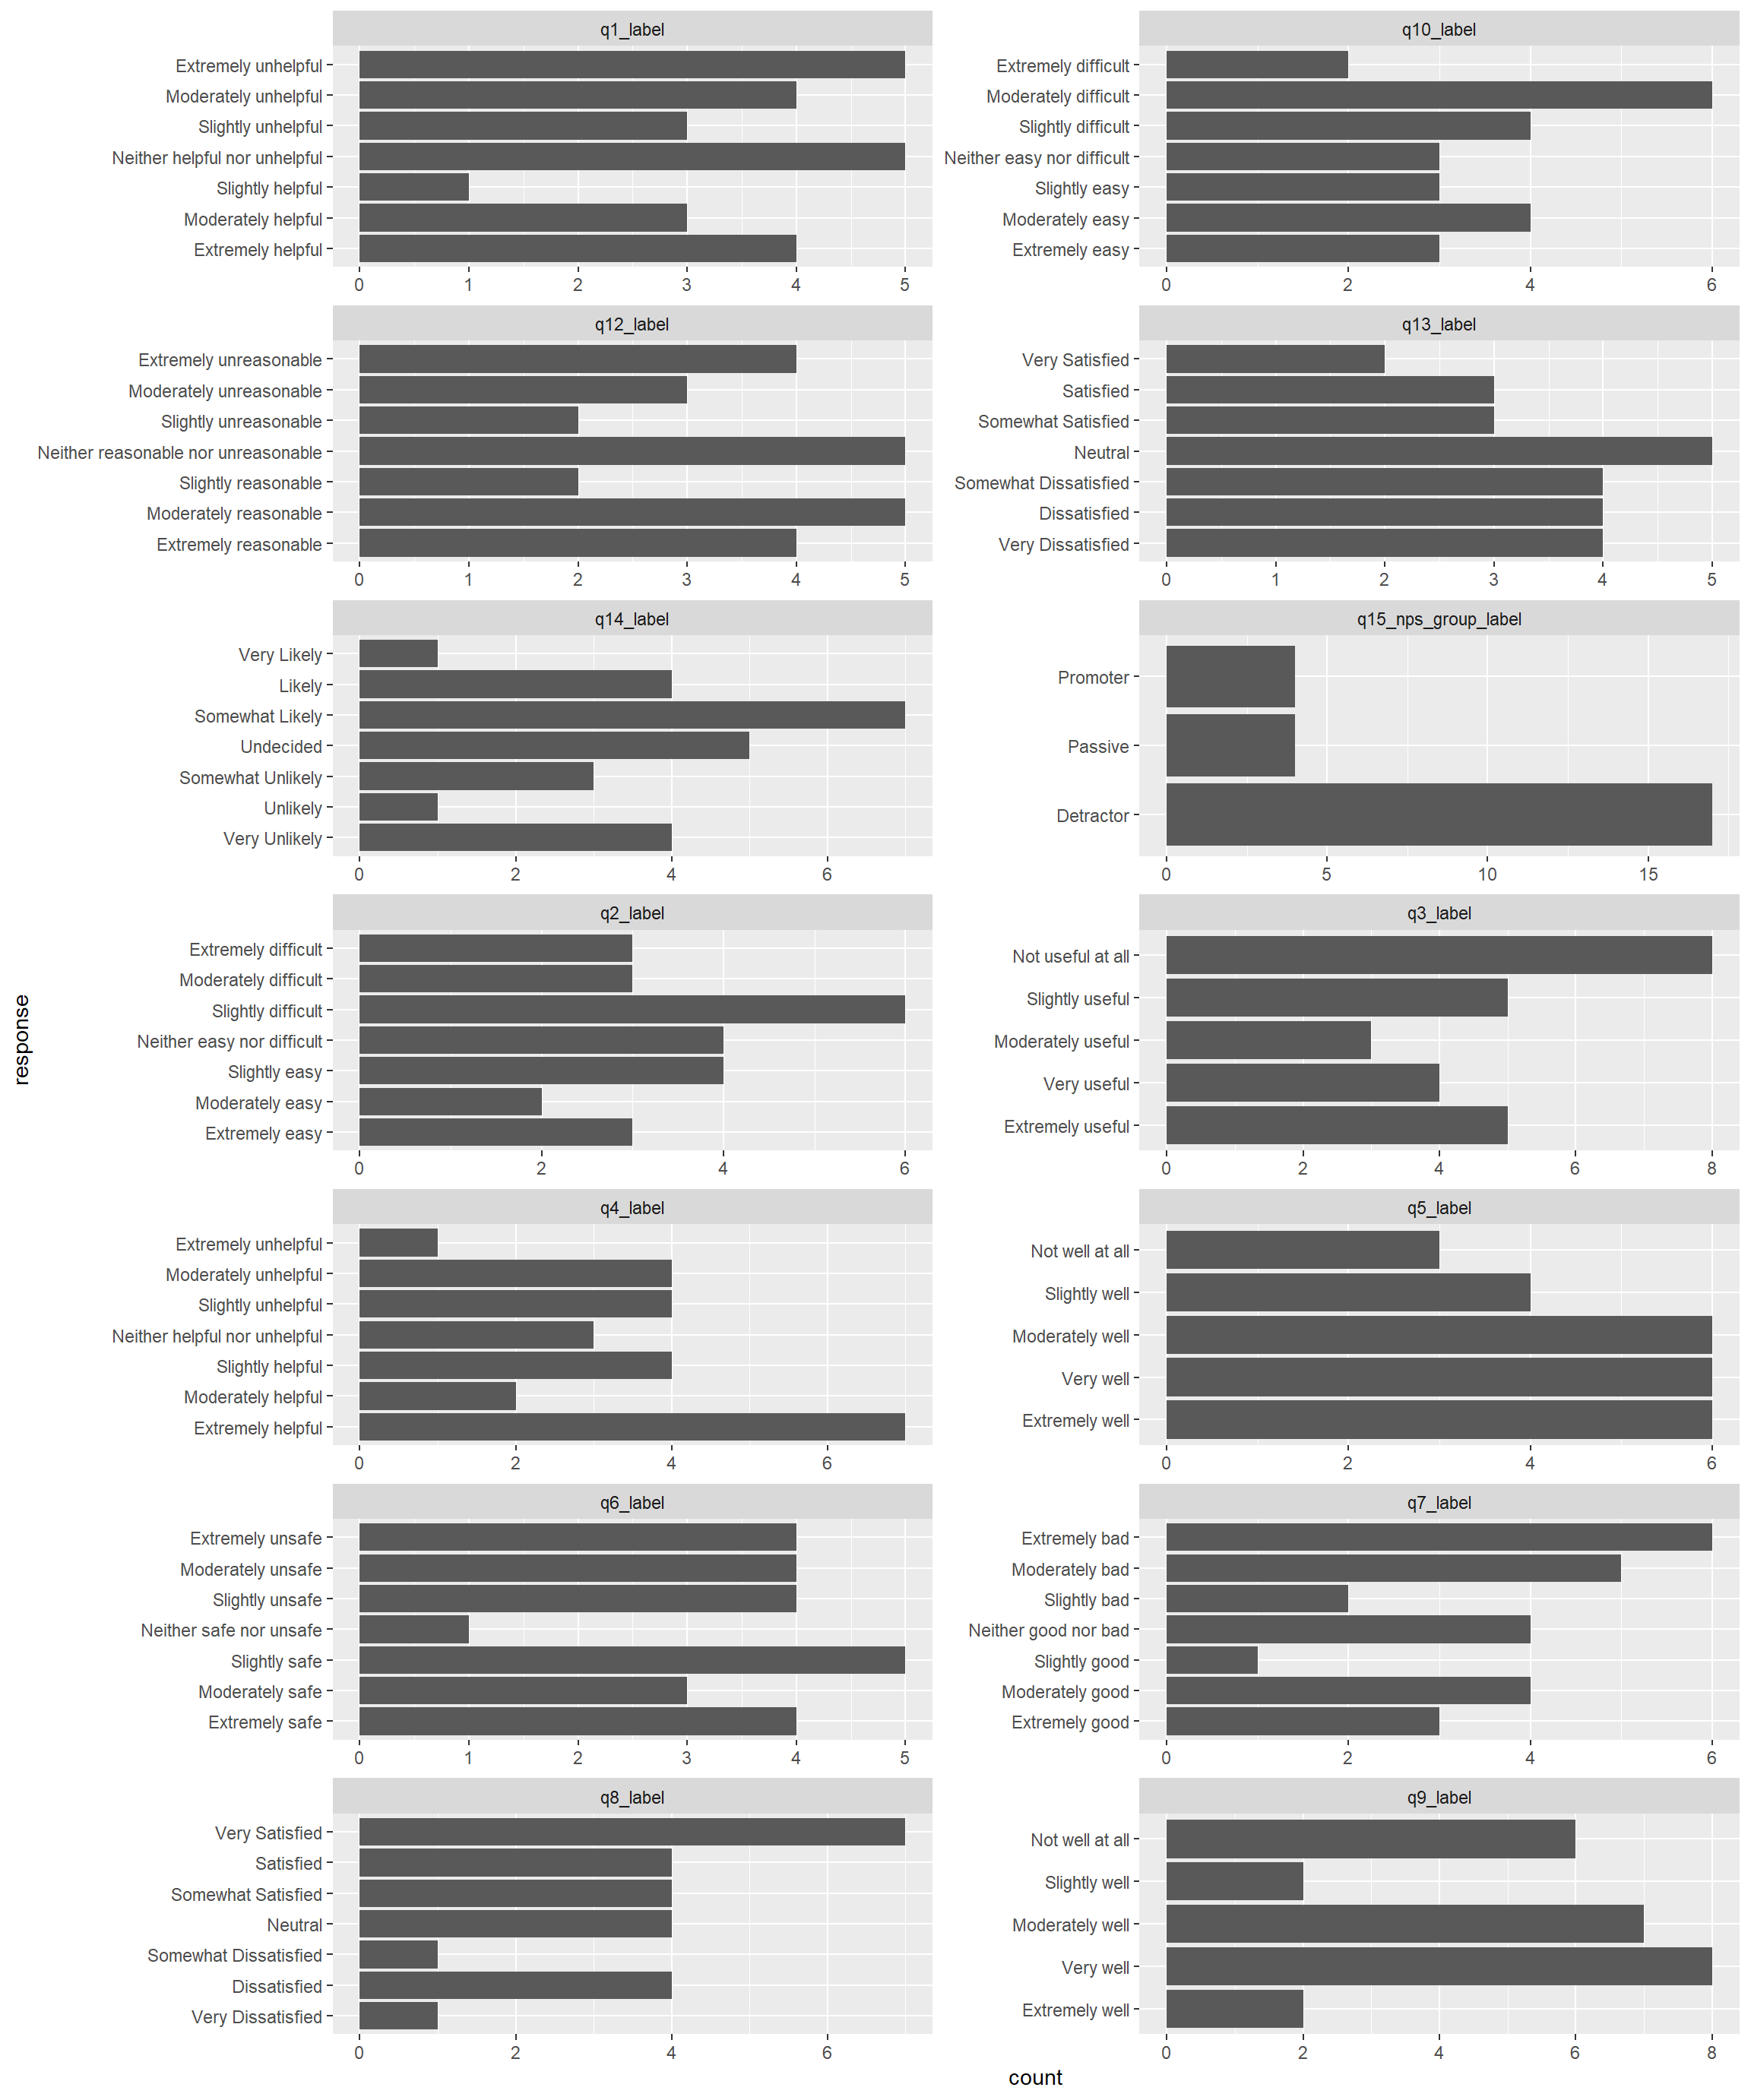 q1_label
Extremely unhelpful
Moderately unhelpful
Slightly unhelpful
Neither helpful nor unhelpful
Slightly helpful
Moderately helpful
Extremely helpful
0 1 2 3 4 5
q10_label
Extremely difficult
Moderately difficult
Slightly difficult
Neither easy nor difficult
Slightly easy
Moderately easy
Extremely easy
0 2 4 6
q12_label
Extremely unreasonable
Moderately unreasonable
Slightly unreasonable
Neither reasonable nor unreasonable
Slightly reasonable
Moderately reasonable
Extremely reasonable
0 1 2 3 4 5
q13_label
Very Satisfied
Satisfied
Somewhat Satisfied
Neutral
Somewhat Dissatisfied
Dissatisfied
Very Dissatisfied
0 1 2 3 4 5
q14_label
Very Likely
Likely
Somewhat Likely
Undecided
Somewhat Unlikely
Unlikely
Very Unlikely
0 2 4 6
q15_nps_group_label
Promoter
Passive
Detractor
0 5 10 15
q2_label
Extremely difficult
Moderately difficult
Slightly difficult
Neither easy nor difficult
Slightly easy
Moderately easy
Extremely easy
0 2 4 6
q3_label
Not useful at all
Slightly useful
Moderately useful
Very useful
Extremely useful
0 2 4 6 8
q4_label
Extremely unhelpful
Moderately unhelpful
Slightly unhelpful
Neither helpful nor unhelpful
Slightly helpful
Moderately helpful
Extremely helpful
0 2 4 6
q5_label
Not well at all
Slightly well
Moderately well
Very well
Extremely well
0 2 4 6
q6_label
Extremely unsafe
Moderately unsafe
Slightly unsafe
Neither safe nor unsafe
Slightly safe
Moderately safe
Extremely safe
0 1 2 3 4 5
q7_label
Extremely bad
Moderately bad
Slightly bad
Neither good nor bad
Slightly good
Moderately good
Extremely good
0 2 4 6
q8_label
Very Satisfied
Satisfied
Somewhat Satisfied
Neutral
Somewhat Dissatisfied
Dissatisfied
Very Dissatisfied
0 2 4 6
q9_label
Not well at all
Slightly well
Moderately well
Very well
Extremely well
0 2 4 6 8
response
count